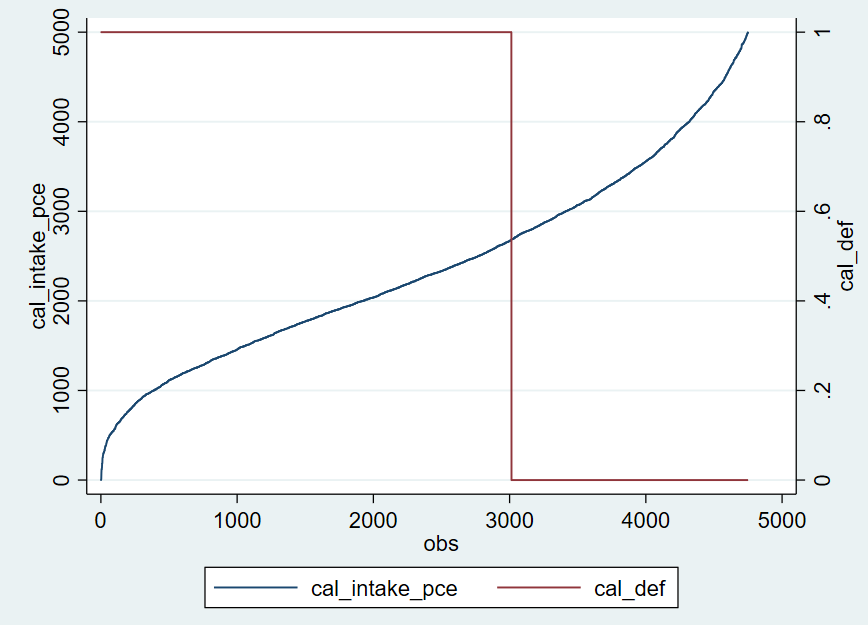 cal_intake_pce
5000
4000
3000
2000
1000
0
1
.8
.6
.4
.2
0
cal_def
0 1000 2000 3000 4000 5000
obs
cal_intake_pce cal_def